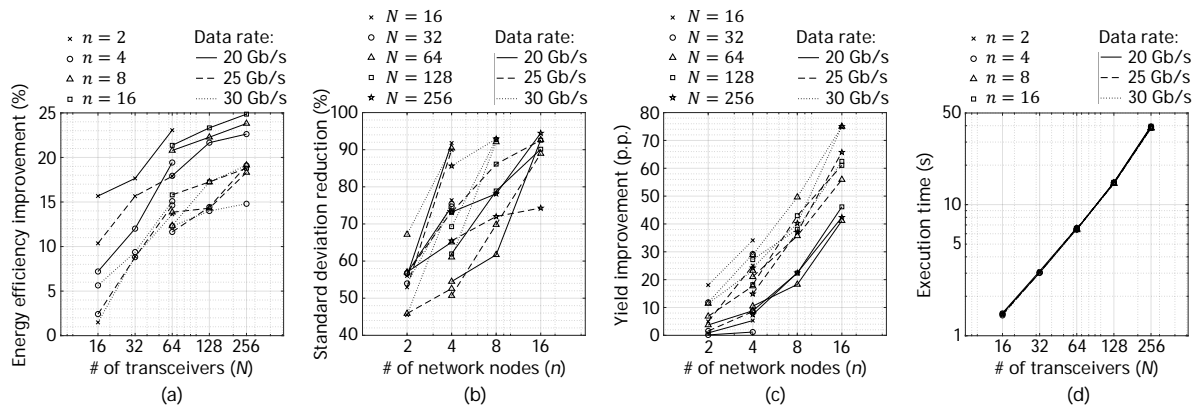 n = 2
n = 4
n = 8
n = 16
Data rate:
20 Gb/s
25 Gb/s
30 Gb/s
Energy efficiency improvement (%)
25
20
15
10
5
0
16 32 64 128 256
# of transceivers (N)
(a)
N = 16
N = 32
N = 64
N = 128
N = 256
Data rate:
20 Gb/s
25 Gb/s
30 Gb/s
Standard deviation reduction (%)
100
90
80
70
60
50
40
2 4 8 16
# of network nodes (n)
(b)
N = 16
N = 32
N = 64
N = 128
N = 256
Data rate:
20 Gb/s
25 Gb/s
30 Gb/s
Yield improvement (p.p.)
80
70
60
50
40
30
20
10
0
2 4 8 16
# of network nodes (n)
(c)
n = 2
n = 4
n = 8
n = 16
Data rate:
20 Gb/s
25 Gb/s
30 Gb/s
Execution time (s)
50
10
5
1
16 32 64 128 256
# of transceivers (N)
(d)